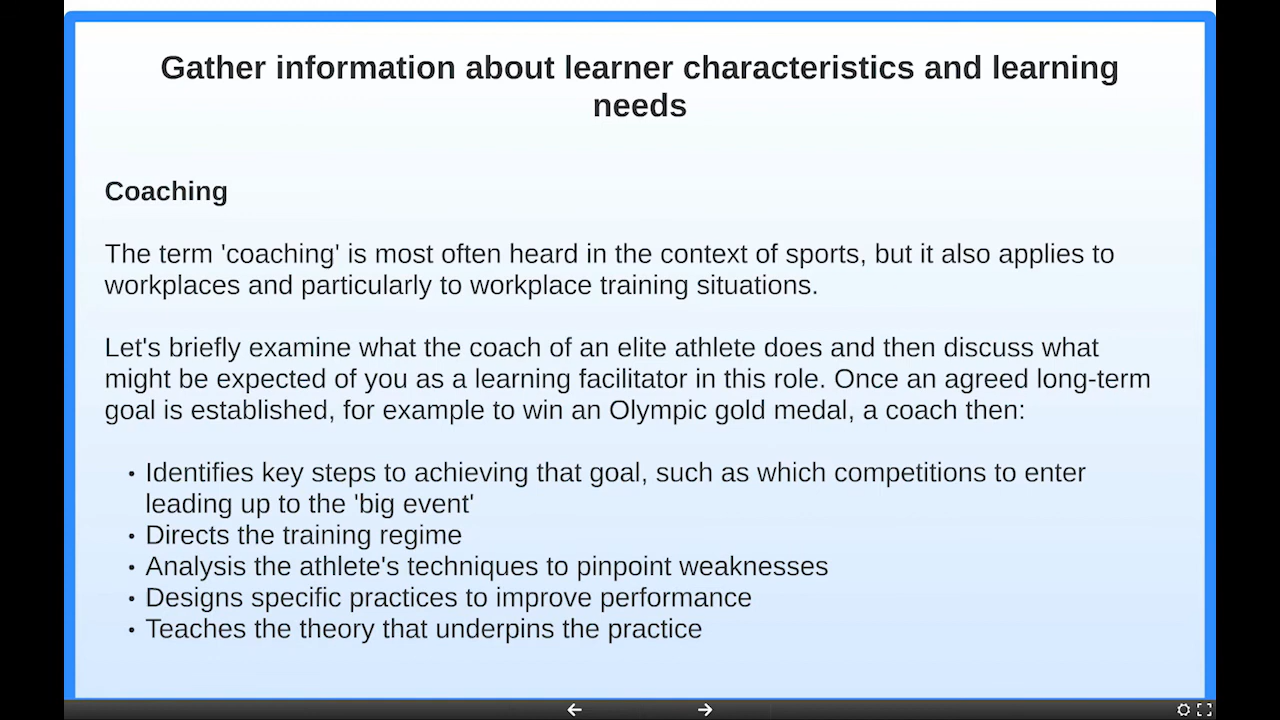 Gather information about learner characteristics and learning
needs
Coaching
The term 'coaching' is most often heard in the context of sports, but it also applies to
workplaces and particularly to workplace training situations.
Let's briefly examine what the coach of an elite athlete does and then discuss what
might be expected of you as a learning facilitator in this role. Once an agreed long-term
goal is established, for example to win an Olympic gold medal, a coach then:
• Identifies key steps to achieving that goal, such as which competitions to enter
leading up to the 'big event'
• Directs the training regime
• Analysis the athlete's techniques to pinpoint weaknesses
• Designs specific practices to improve performance
• Teaches the theory that underpins the practice